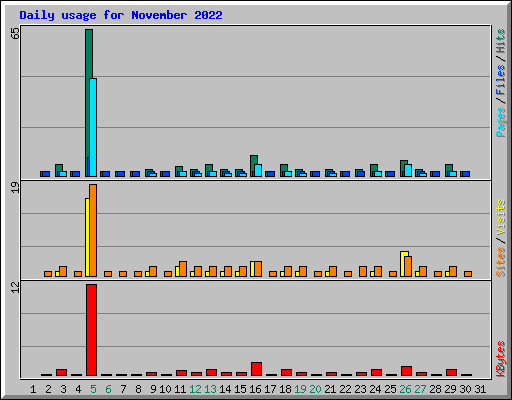 Daily usage for November 2022
65
19
12
Pages / Files / Hits
Sites / Visits
KBytes
1 2 3 4 5 6 7 8 9 10 11 12 13 14 15 16 17 18 19 20 21 22 23 24 25 26 27 28 29 30 31